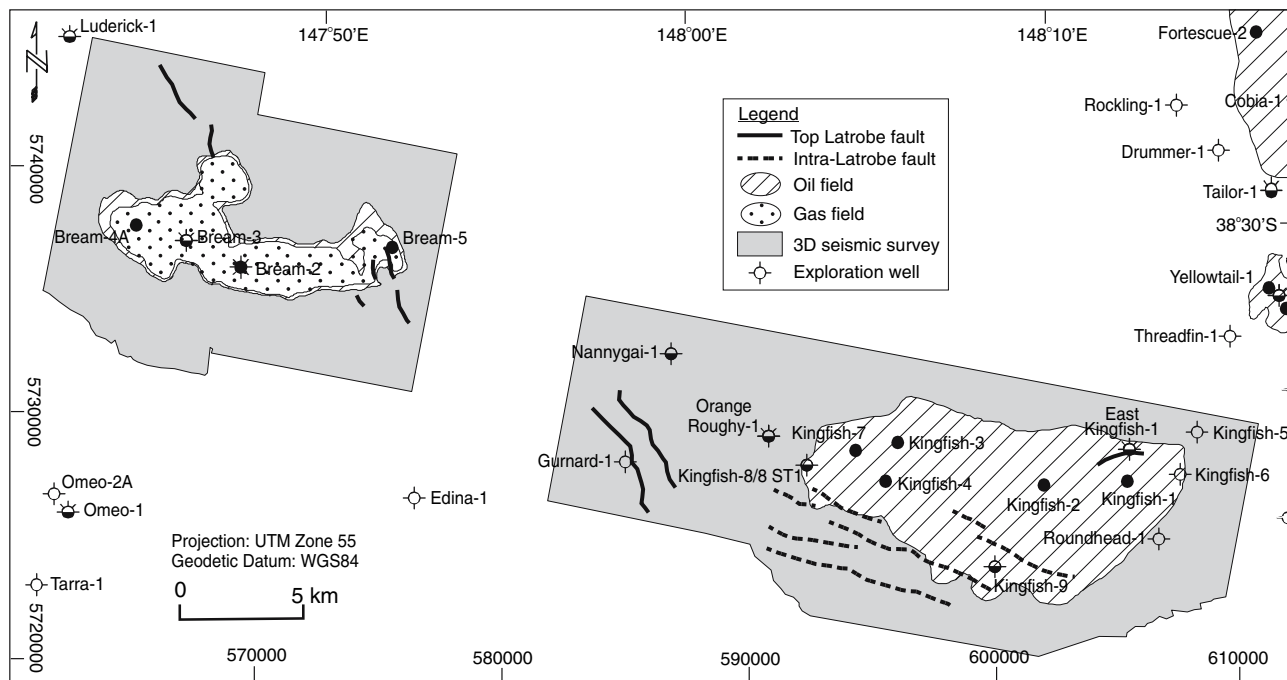 Luderick-1
147°50'E
148°00'E
148°10'E
Fortescue-2
Rockling-1
Cobia-1
Drummer-1
Tailor-1
38°30'S
Legend
Top Latrobe fault
Intra-Latrobe fault
Oil field
Gas field
3D seismic survey
Exploration well
5740000
Bream-4A
Bream-3
Bream-5
Bream-2
Yellowtail-1
Threadfin-1
Nannygai-1
5730000
Orange
Roughy-1
Kingfish-7
Kingfish-3
East
Kingfish-1
Kingfish-5
Gurnard-1
Kingfish-8/8 ST1
Kingfish-4
Kingfish-6
Kingfish-2
Kingfish-1
Omeo-2A
Omeo-1
Edina-1
Roundhead-1
Projection: UTM Zone 55
Geodetic Datum: WGS84
Tarra-1
0
5 km
Kingfish-9
5720000
570000
580000
590000
600000
610000